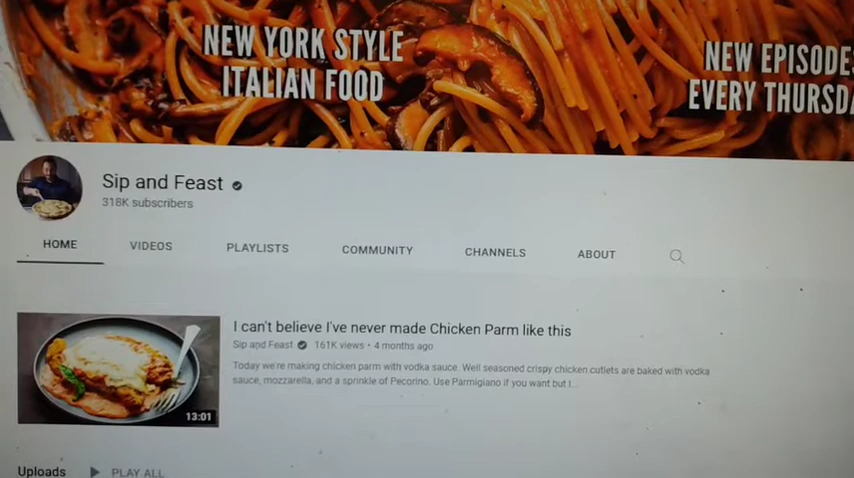 NEW YORK STYLE
ITALIAN FOOD
NEW EPISODES
EVERY THURSDA
Sip and Feast
318K subscribers
HOME VIDEOS PLAYLISTS COMMUNITY CHANNELS ABOUT
I can't believe I've never made Chicken Parm like this
Sip and Feast 161K views • 4 months ago
Today we're making chicken parm with vodka sauce. Well seasoned crispy chicken cutlets are baked with vodka
sauce, mozzarella, and a sprinkle of Pecorino. Use Parmigiano if you want but I...
13:01
Uploads PLAY ALL